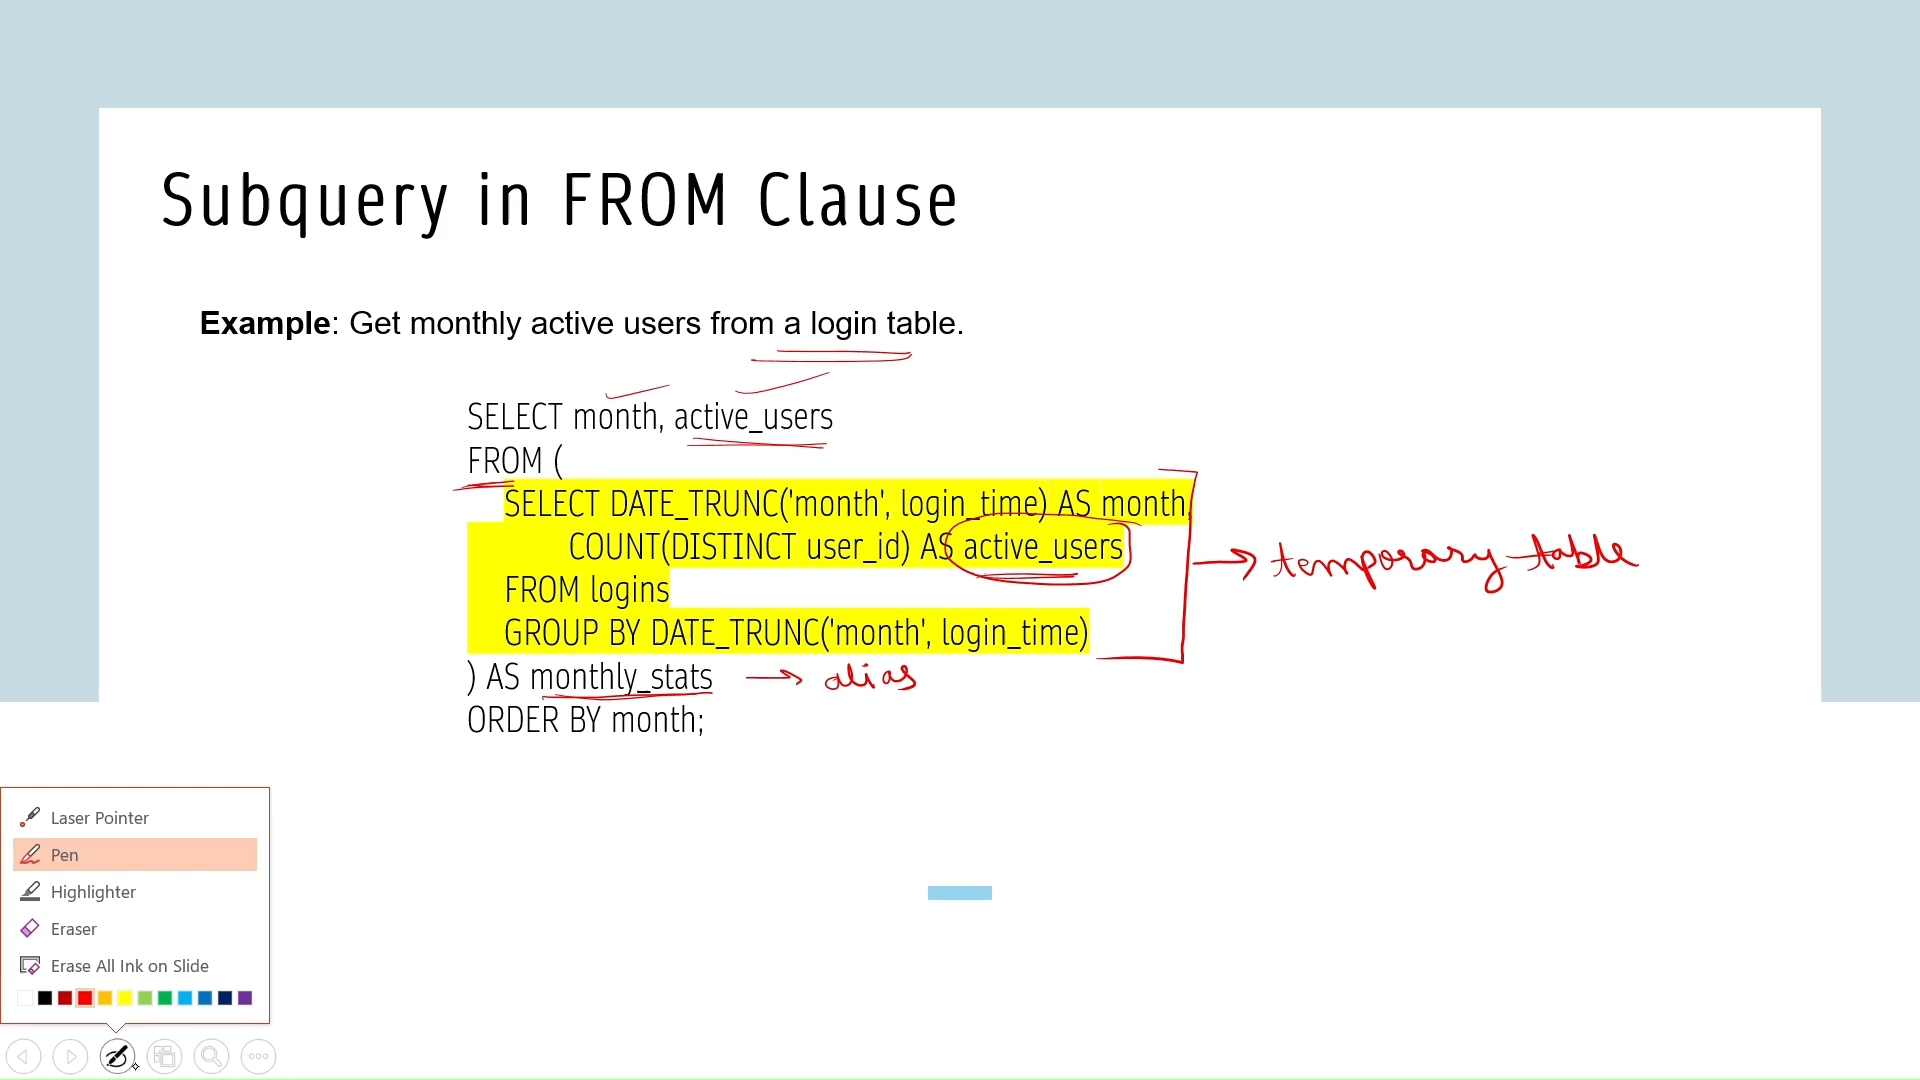 Subquery in FROM Clause
Example: Get monthly active users from a login table.
SELECT month, active_users
FROM (
SELECT DATE_TRUNC('month', login_time) AS month,
COUNT(DISTINCT user_id) AS active_users
→ temporary table
FROM logins
GROUP BY DATE_TRUNC('month', login_time)
) AS monthly_stats → alias
ORDER BY month;
Laser Pointer
Pen
Highlighter
Eraser
Erase All Ink on Slide